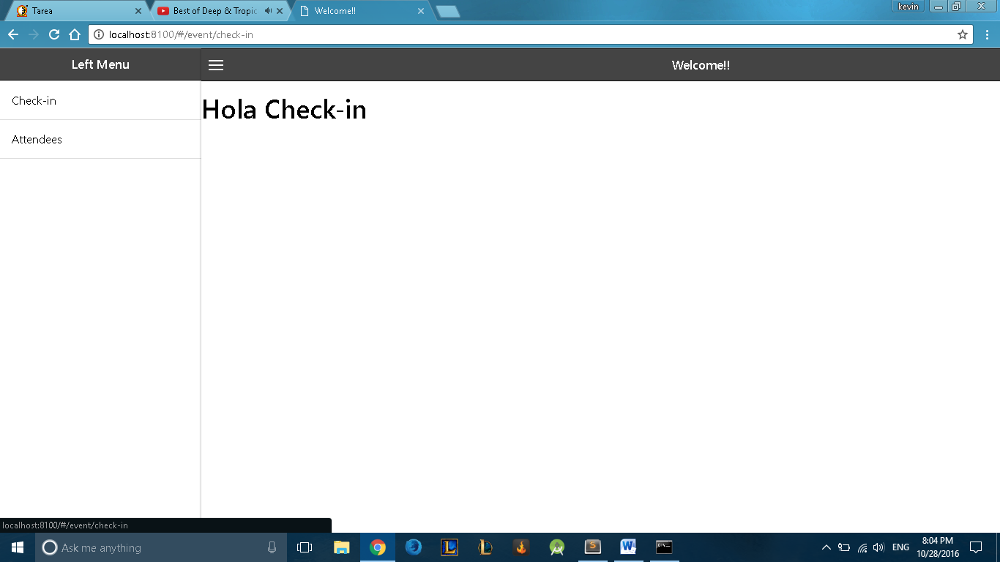 Tarea
Best of Deep & Tropic
Welcome!!
kevin
localhost:8100/#/event/check-in
Left Menu
Welcome!!
Check-in
Hola Check-in
Attendees
localhost:8100/#/event/check-in
Ask me anything
ENG
8:04 PM
10/28/2016